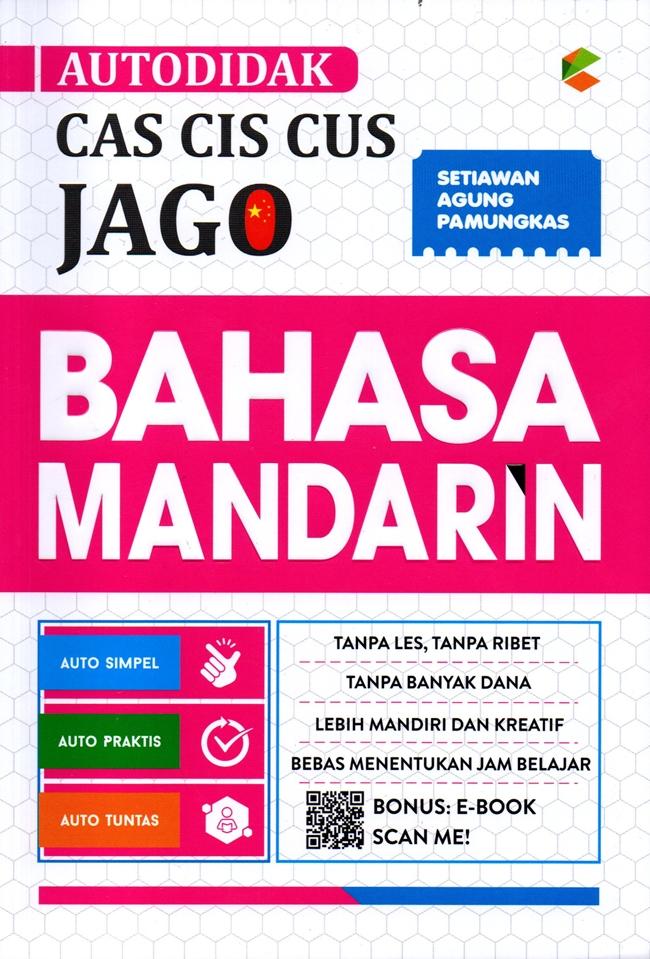 AUTODIDAK
CAS CIS CUS
JAGO
SETIAWAN
AGUNG
PAMUNGKAS
BAHASA
MANDARIN
AUTO SIMPEL
AUTO PRAKTIS
AUTO TUNTAS
TANPA LES, TANPA RIBET
TANPA BANYAK DANA
LEBIH MANDIRI DAN KREATIF
BEBAS MENENTUKAN JAM BELAJAR
BONUS: E-BOOK
SCAN ME!